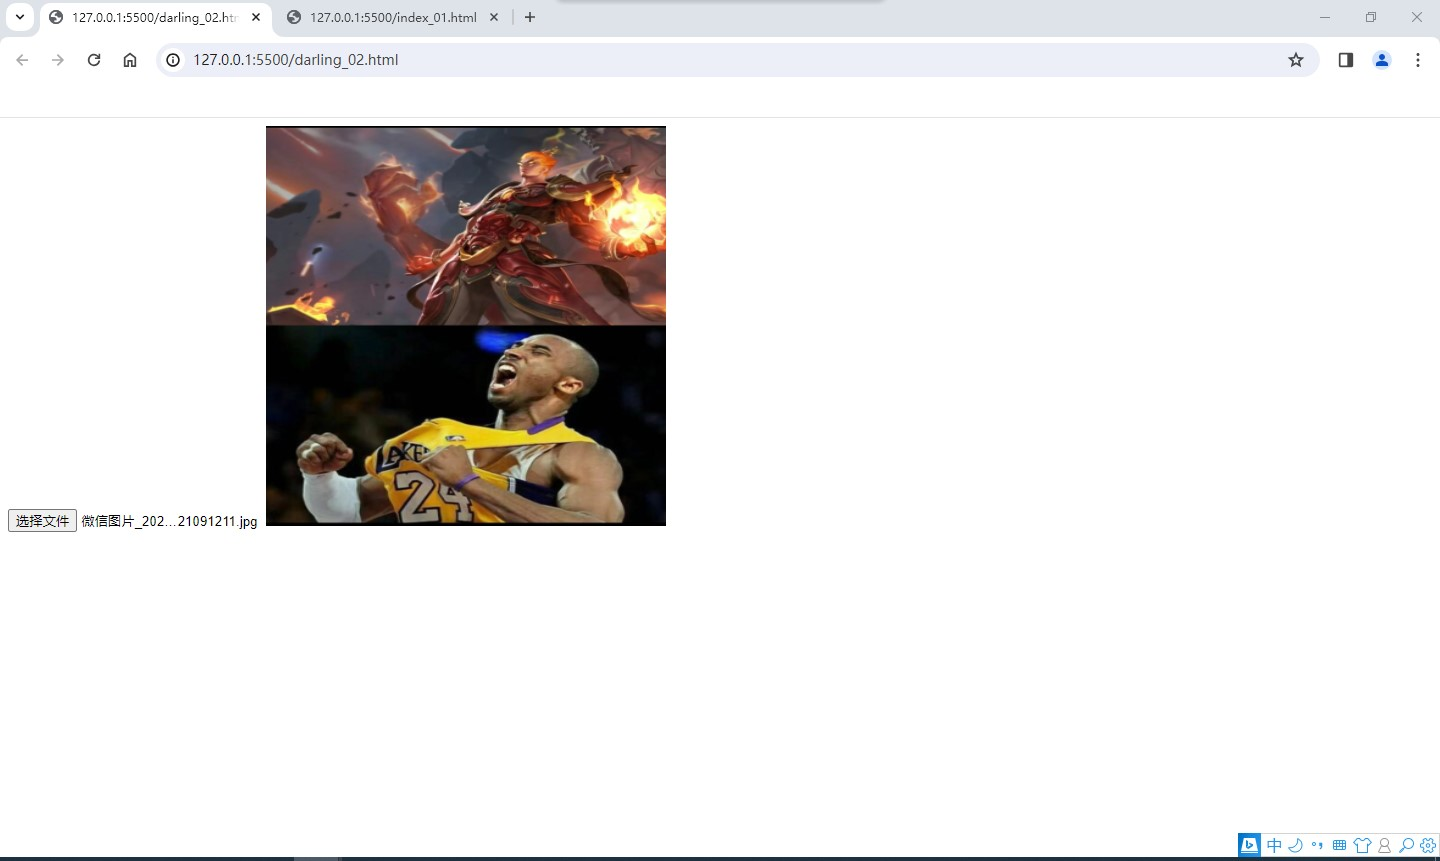 127.0.0.1:5500/darling_02.htm
127.0.0.1:5500/index_01.html
127.0.0.1:5500/darling_02.html
LAKE
24
选择文件 微信图片_202...21091211.jpg
中